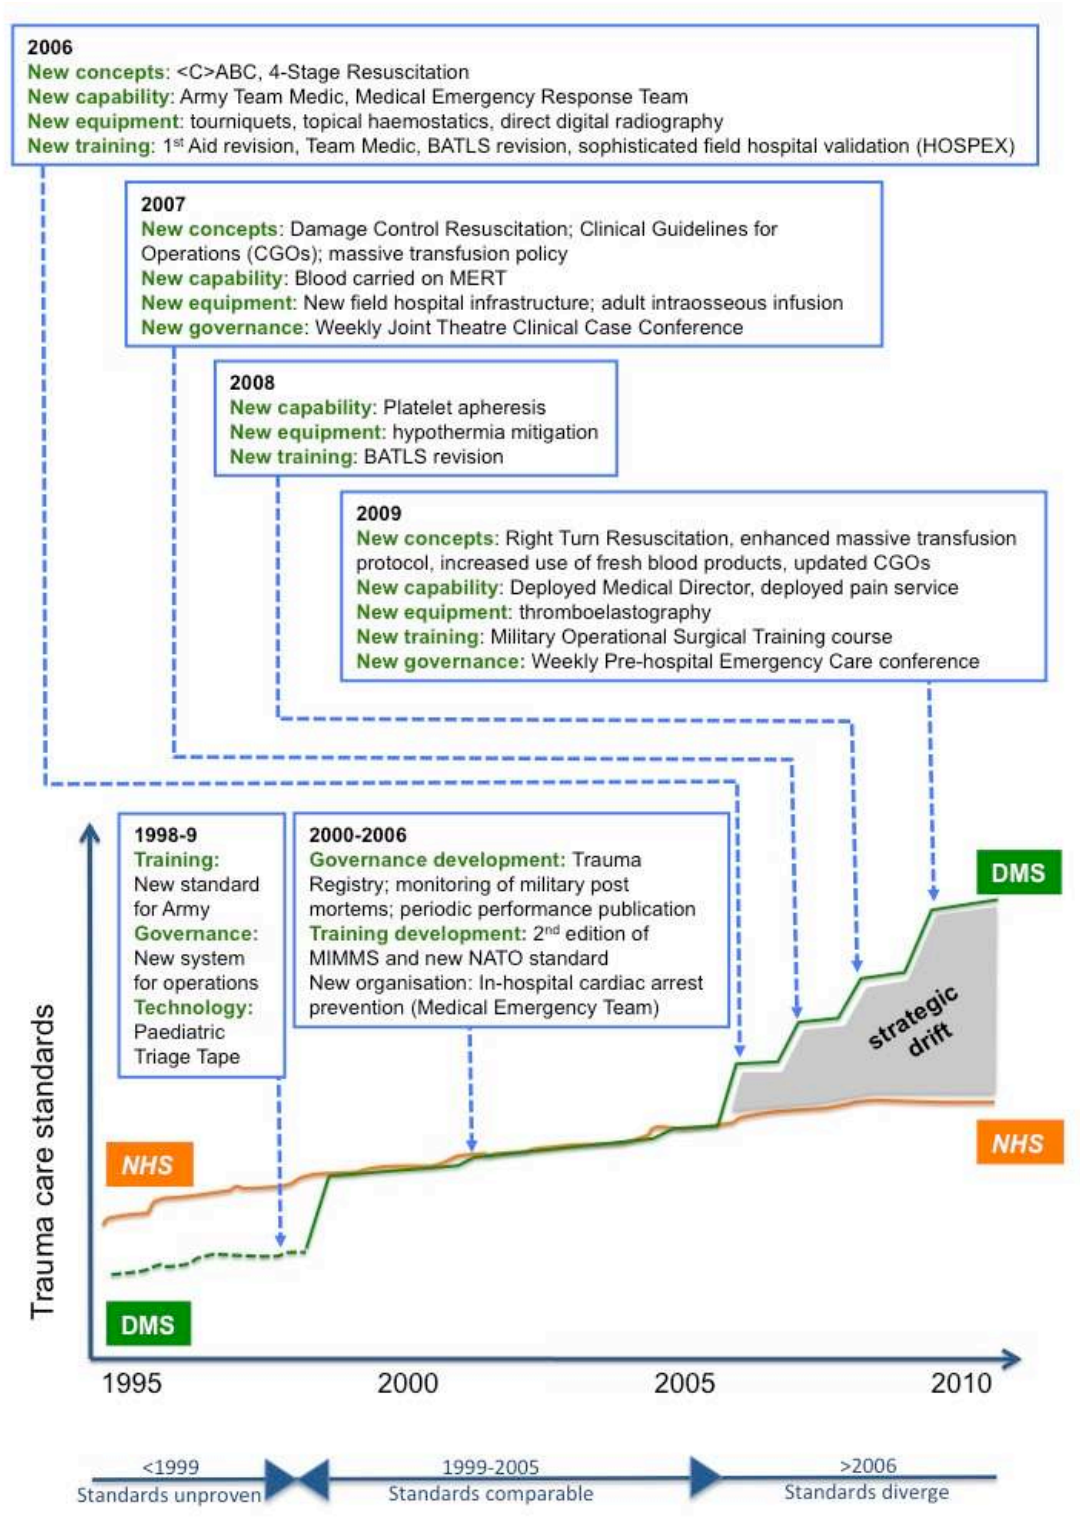 2006
New concepts: <C>ABC, 4-Stage Resuscitation
New capability: Army Team Medic, Medical Emergency Response Team
New equipment: tourniquets, topical haemostatics, direct digital radiography
New training: 1st Aid revision, Team Medic, BATLS revision, sophisticated field hospital validation (HOSPEX)
2007
New concepts: Damage Control Resuscitation; Clinical Guidelines for
Operations (CGOs); massive transfusion policy
New capability: Blood carried on MERT
New equipment: New field hospital infrastructure; adult intraosseous infusion
New governance: Weekly Joint Theatre Clinical Case Conference
2008
New capability: Platelet apheresis
New equipment: hypothermia mitigation
New training: BATLS revision
2009
New concepts: Right Turn Resuscitation, enhanced massive transfusion
protocol, increased use of fresh blood products, updated CGOs
New capability: Deployed Medical Director, deployed pain service
New equipment: thromboelastography
New training: Military Operational Surgical Training course
New governance: Weekly Pre-hospital Emergency Care conference
1998-9
Training:
New standard
for Army
Governance:
New system
for operations
Technology:
Paediatric
Triage Tape
2000-2006
Governance development: Trauma
Registry; monitoring of military post
mortems; periodic performance publication
Training development: 2nd edition of
MIMMS and new NATO standard
New organisation: In-hospital cardiac arrest
prevention (Medical Emergency Team)
DMS
strategic
drift
NHS
NHS
DMS
Trauma care standards
1995
2000
2005
2010
<1999
Standards unproven
1999-2005
Standards comparable
>2006
Standards diverge